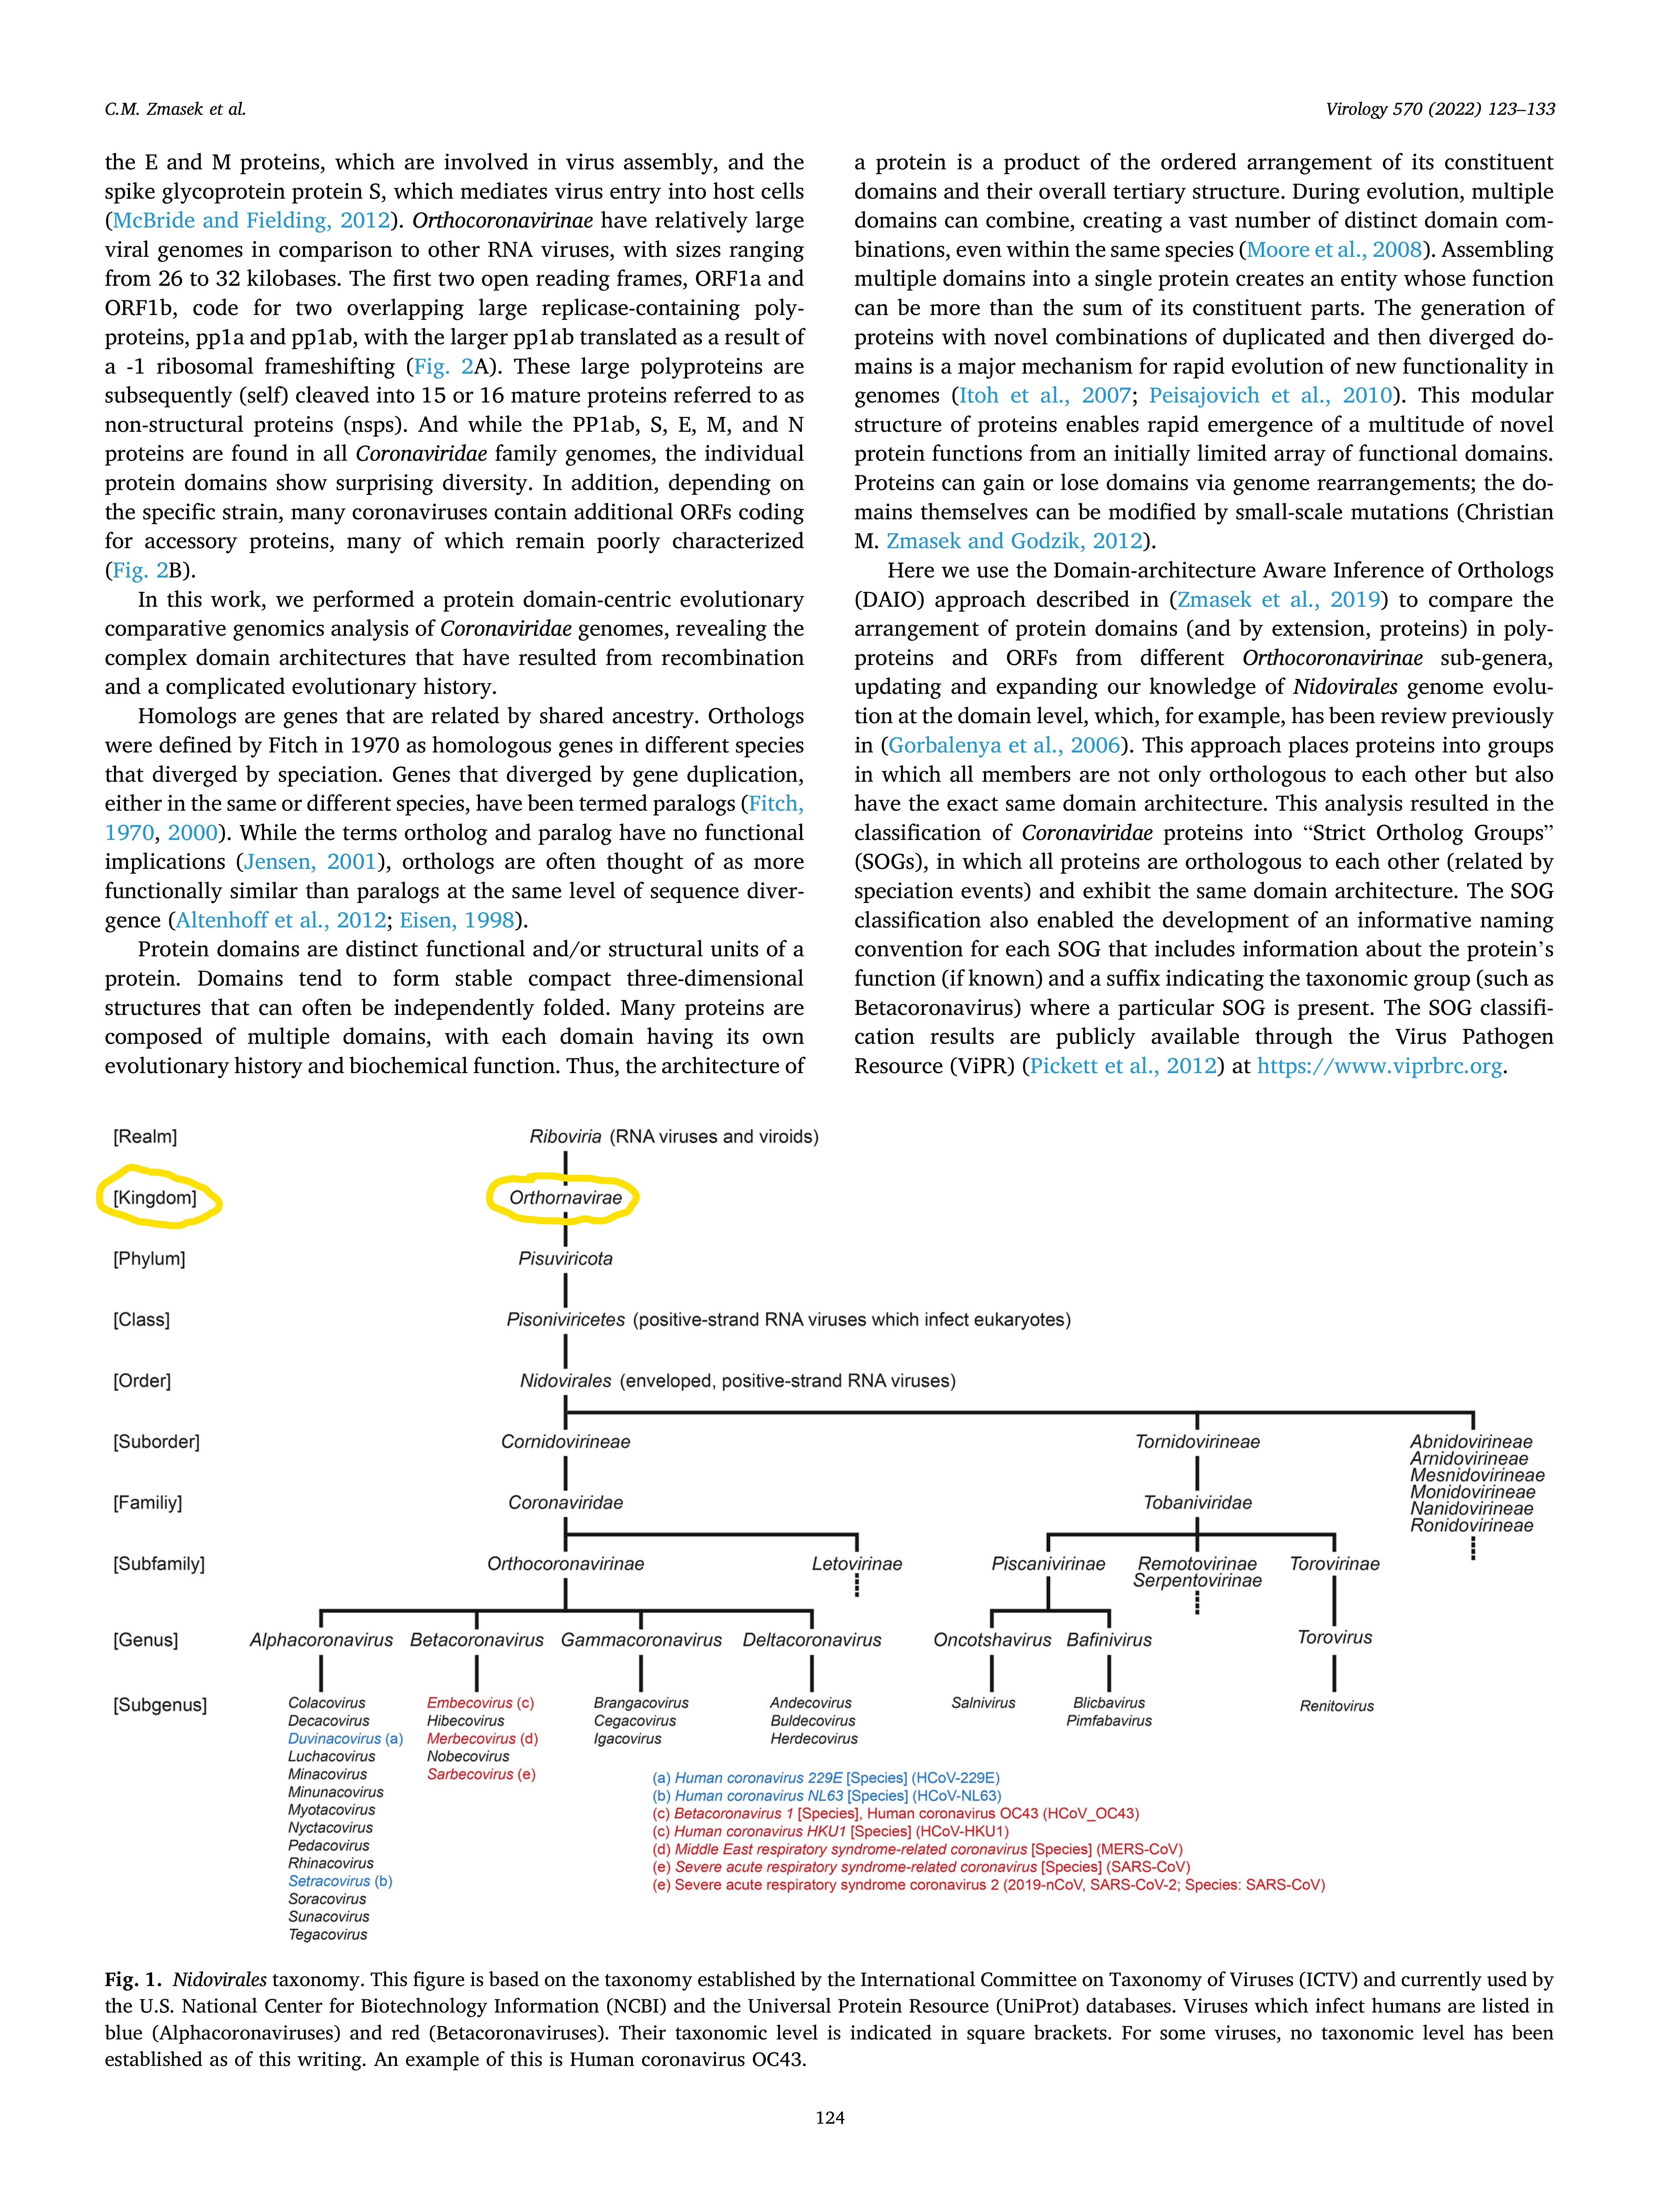 C.M. Zmasek et al.
Virology 570 (2022) 123–133
the E and M proteins, which are involved in virus assembly, and the
spike glycoprotein protein S, which mediates virus entry into host cells
(McBride and Fielding, 2012). Orthocoronavirinae have relatively large
viral genomes in comparison to other RNA viruses, with sizes ranging
from 26 to 32 kilobases. The first two open reading frames, ORF1a and
ORF1b, code for two overlapping large replicase-containing poly-
proteins, pp1a and pp1ab, with the larger pp1ab translated as a result of
a -1 ribosomal frameshifting (Fig. 2A). These large polyproteins are
subsequently (self) cleaved into 15 or 16 mature proteins referred to as
non-structural proteins (nsps). And while the PP1ab, S, E, M, and N
proteins are found in all Coronaviridae family genomes, the individual
protein domains show surprising diversity. In addition, depending on
the specific strain, many coronaviruses contain additional ORFs coding
for accessory proteins, many of which remain poorly characterized
(Fig. 2B).
In this work, we performed a protein domain-centric evolutionary
comparative genomics analysis of Coronaviridae genomes, revealing the
complex domain architectures that have resulted from recombination
and a complicated evolutionary history.
Homologs are genes that are related by shared ancestry. Orthologs
were defined by Fitch in 1970 as homologous genes in different species
that diverged by speciation. Genes that diverged by gene duplication,
either in the same or different species, have been termed paralogs (Fitch,
1970, 2000). While the terms ortholog and paralog have no functional
implications (Jensen, 2001), orthologs are often thought of as more
functionally similar than paralogs at the same level of sequence diver-
gence (Altenhoff et al., 2012; Eisen, 1998).
Protein domains are distinct functional and/or structural units of a
protein. Domains tend to form stable compact three-dimensional
structures that can often be independently folded. Many proteins are
composed of multiple domains, with each domain having its own
evolutionary history and biochemical function. Thus, the architecture of
a protein is a product of the ordered arrangement of its constituent
domains and their overall tertiary structure. During evolution, multiple
domains can combine, creating a vast number of distinct domain com-
binations, even within the same species (Moore et al., 2008). Assembling
multiple domains into a single protein creates an entity whose function
can be more than the sum of its constituent parts. The generation of
proteins with novel combinations of duplicated and then diverged do-
mains is a major mechanism for rapid evolution of new functionality in
genomes (Itoh et al., 2007; Peisajovich et al., 2010). This modular
structure of proteins enables rapid emergence of a multitude of novel
protein functions from an initially limited array of functional domains.
Proteins can gain or lose domains via genome rearrangements; the do-
mains themselves can be modified by small-scale mutations (Christian
M. Zmasek and Godzik, 2012).
Here we use the Domain-architecture Aware Inference of Orthologs
(DAIO) approach described in (Zmasek et al., 2019) to compare the
arrangement of protein domains (and by extension, proteins) in poly-
proteins and ORFs from different Orthocoronavirinae sub-genera,
updating and expanding our knowledge of Nidovirales genome evolu-
tion at the domain level, which, for example, has been review previously
in (Gorbalenya et al., 2006). This approach places proteins into groups
in which all members are not only orthologous to each other but also
have the exact same domain architecture. This analysis resulted in the
classification of Coronaviridae proteins into “Strict Ortholog Groups”
(SOGs), in which all proteins are orthologous to each other (related by
speciation events) and exhibit the same domain architecture. The SOG
classification also enabled the development of an informative naming
convention for each SOG that includes information about the protein’s
function (if known) and a suffix indicating the taxonomic group (such as
Betacoronavirus) where a particular SOG is present. The SOG classifi-
cation results are publicly available through the Virus Pathogen
Resource (ViPR) (Pickett et al., 2012) at https://www.viprbrc.org.
[Realm] Riboviria (RNA viruses and viroids)
[Kingdom] Orthornavirae
[Phylum] Pisuviricota
[Class] Pisoniviricetes (positive-strand RNA viruses which infect eukaryotes)
[Order] Nidovirales (enveloped, positive-strand RNA viruses)
[Suborder] Cornidovirineae Tornidovirineae Abnidovirineae
Arnidovirineae
Mesnidovirineae
Monidovirineae
Nanidovirineae
Ronidovirineae
[Familiy] Coronaviridae Tobaniviridae
[Subfamily] Orthocoronavirinae Letovirinae Piscanivirinae Remotovirinae Torovirinae
Serpentovirinae
[Genus] Alphacoronavirus Betacoronavirus Gammacoronavirus Deltacoronavirus Oncotshavirus Bafinivirus Torovirus
[Subgenus] Colacovirus Embecovirus (c) Brangacovirus Andecovirus Salnivirus Blicbavirus Renitovirus
Decacovirus Hibecovirus Cegacovirus Buldecovirus Pimfabavirus
Duvinacovirus (a) Merbecovirus (d) Igacovirus Herdecovirus
Luchacovirus Nobecovirus
Minacovirus Sarbecovirus (e)
Minunacovirus
Myotacovirus
Nyctacovirus
Pedacovirus
Rhinacovirus
Setracovirus (b)
Soracovirus
Sunacovirus
Tegacovirus
(a) Human coronavirus 229E [Species] (HCoV-229E)
(b) Human coronavirus NL63 [Species] (HCoV-NL63)
(c) Betacoronavirus 1 [Species], Human coronavirus OC43 (HCoV_OC43)
(c) Human coronavirus HKU1 [Species] (HCoV-HKU1)
(d) Middle East respiratory syndrome-related coronavirus [Species] (MERS-CoV)
(e) Severe acute respiratory syndrome-related coronavirus [Species] (SARS-CoV)
(e) Severe acute respiratory syndrome coronavirus 2 (2019-nCoV, SARS-CoV-2; Species: SARS-CoV)
Fig. 1. Nidovirales taxonomy. This figure is based on the taxonomy established by the International Committee on Taxonomy of Viruses (ICTV) and currently used by
the U.S. National Center for Biotechnology Information (NCBI) and the Universal Protein Resource (UniProt) databases. Viruses which infect humans are listed in
blue (Alphacoronaviruses) and red (Betacoronaviruses). Their taxonomic level is indicated in square brackets. For some viruses, no taxonomic level has been
established as of this writing. An example of this is Human coronavirus OC43.
124